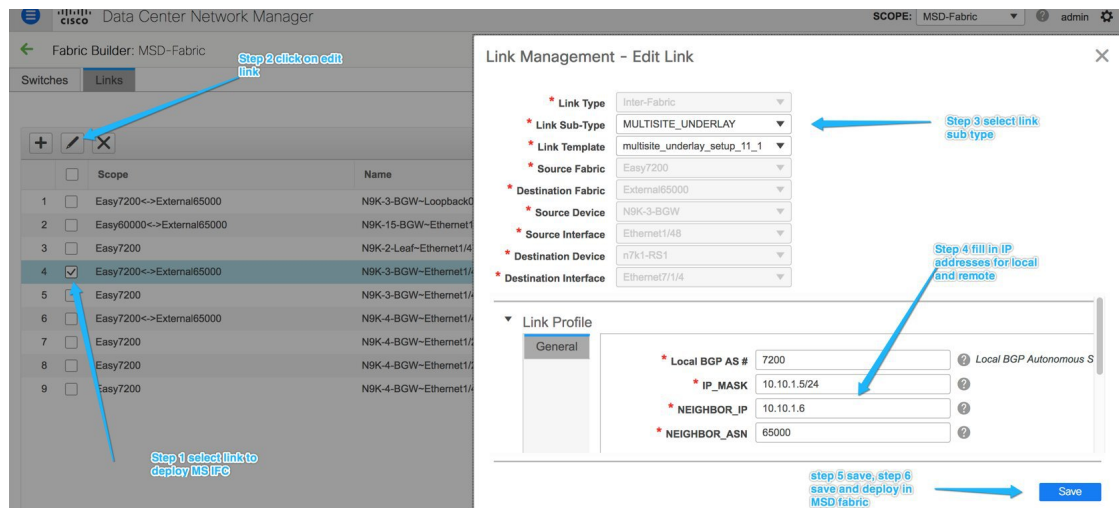 CISCO Data Center Network Manager
SCOPE: MSD-Fabric admin
Fabric Builder: MSD-Fabric
Switches Links
Step 2 click on edit
link
Scope Name
1 Easy7200<->External65000 N9K-3-BGW~Loopback0
2 Easy60000<->External65000 N9K-15-BGW~Ethernet1
3 Easy7200 N9K-2-Leaf~Ethernet1/4
4 Easy7200<->External65000 N9K-3-BGW~Ethernet1/4
5 Easy7200 N9K-3-BGW~Ethernet1/4
6 Easy7200<->External65000 N9K-4-BGW~Ethernet1/4
7 Easy7200 N9K-4-BGW~Ethernet1/2
8 Easy7200 N9K-4-BGW~Ethernet1/2
9 Easy7200 N9K-4-BGW~Ethernet1/4
Step 1 select link to
deploy MS IFC
Link Management - Edit Link
* Link Type Inter-Fabric
* Link Sub-Type MULTISITE_UNDERLAY
* Link Template multisite_underlay_setup_11_1
* Source Fabric Easy7200
* Destination Fabric External65000
* Source Device N9K-3-BGW
* Source Interface Ethernet1/48
* Destination Device n7k1-RS1
* Destination Interface Ethernet7/1/4
Step 3 select link
sub type
Step 4 fill in IP
addresses for local
and remote
Link Profile
General
* Local BGP AS # 7200 ? Local BGP Autonomous S
* IP_MASK 10.10.1.5/24 ?
* NEIGHBOR_IP 10.10.1.6 ?
* NEIGHBOR_ASN 65000 ?
step 5 save, step 6
save and deploy in
MSD fabric
Save